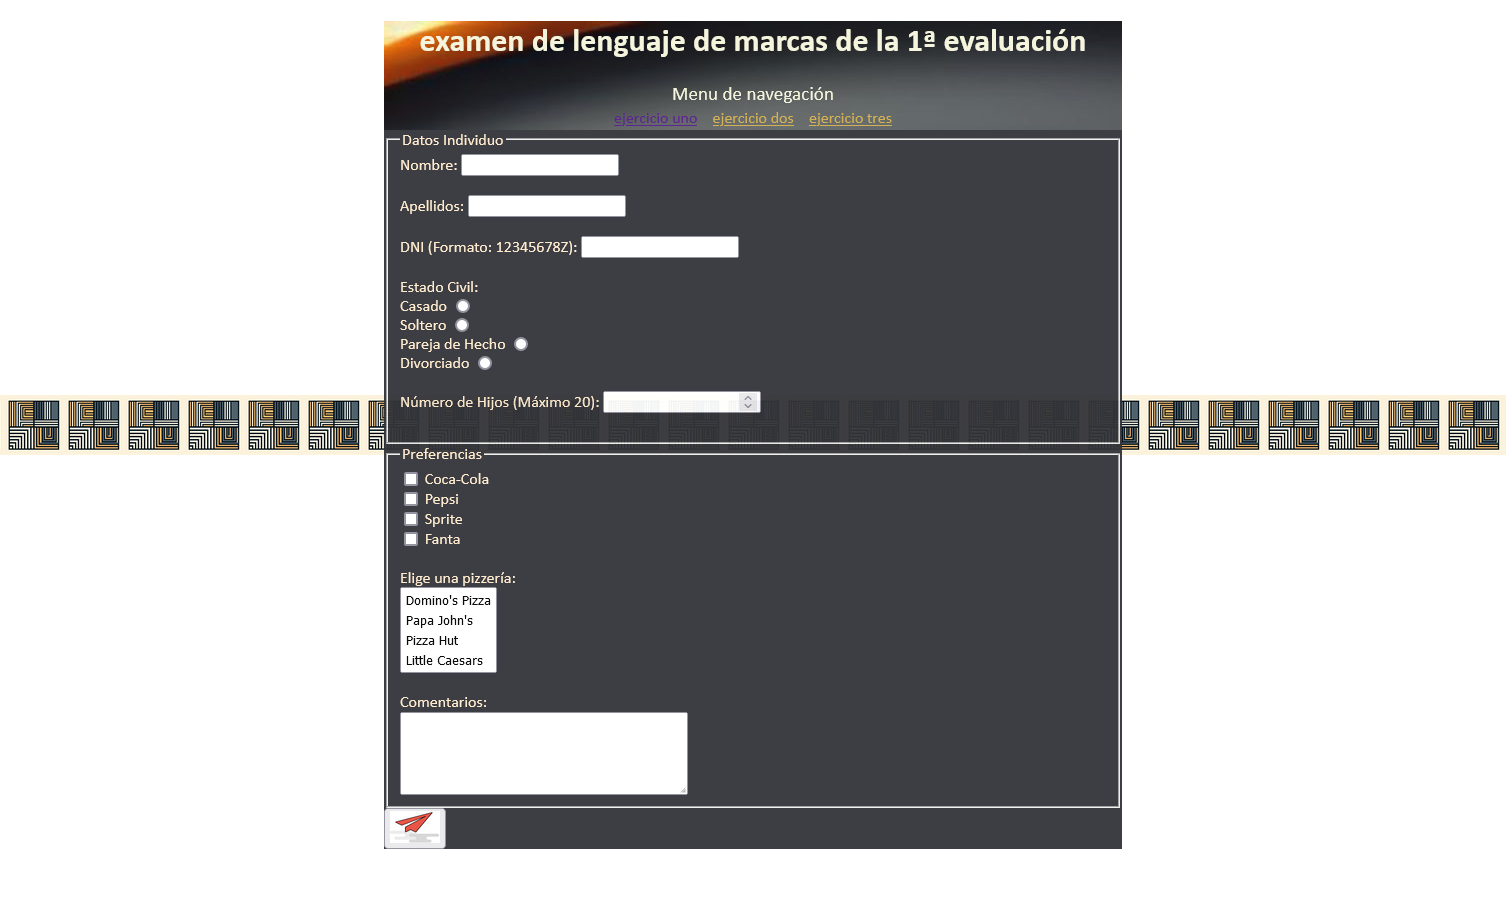 examen de lenguaje de marcas de la 1ª evaluación
Menu de navegación
ejercicio uno ejercicio dos ejercicio tres
Datos Individuo
Nombre:
Apellidos:
DNI (Formato: 12345678Z):
Estado Civil:
Casado
Soltero
Pareja de Hecho
Divorciado
Número de Hijos (Máximo 20):
Preferencias
Coca-Cola
Pepsi
Sprite
Fanta
Elige una pizzería:
Domino's Pizza
Papa John's
Pizza Hut
Little Caesars
Comentarios: